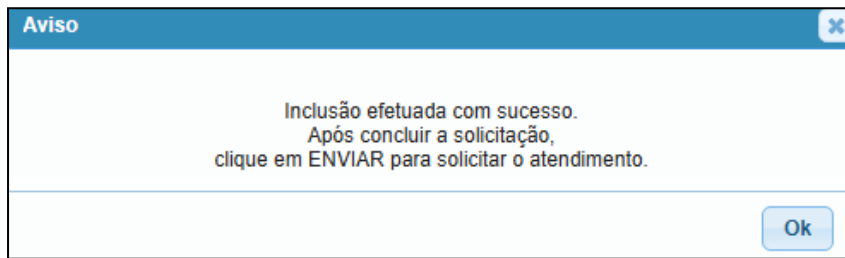 Aviso
Inclusão efetuada com sucesso.
Após concluir a solicitação,
clique em ENVIAR para solicitar o atendimento.
Ok